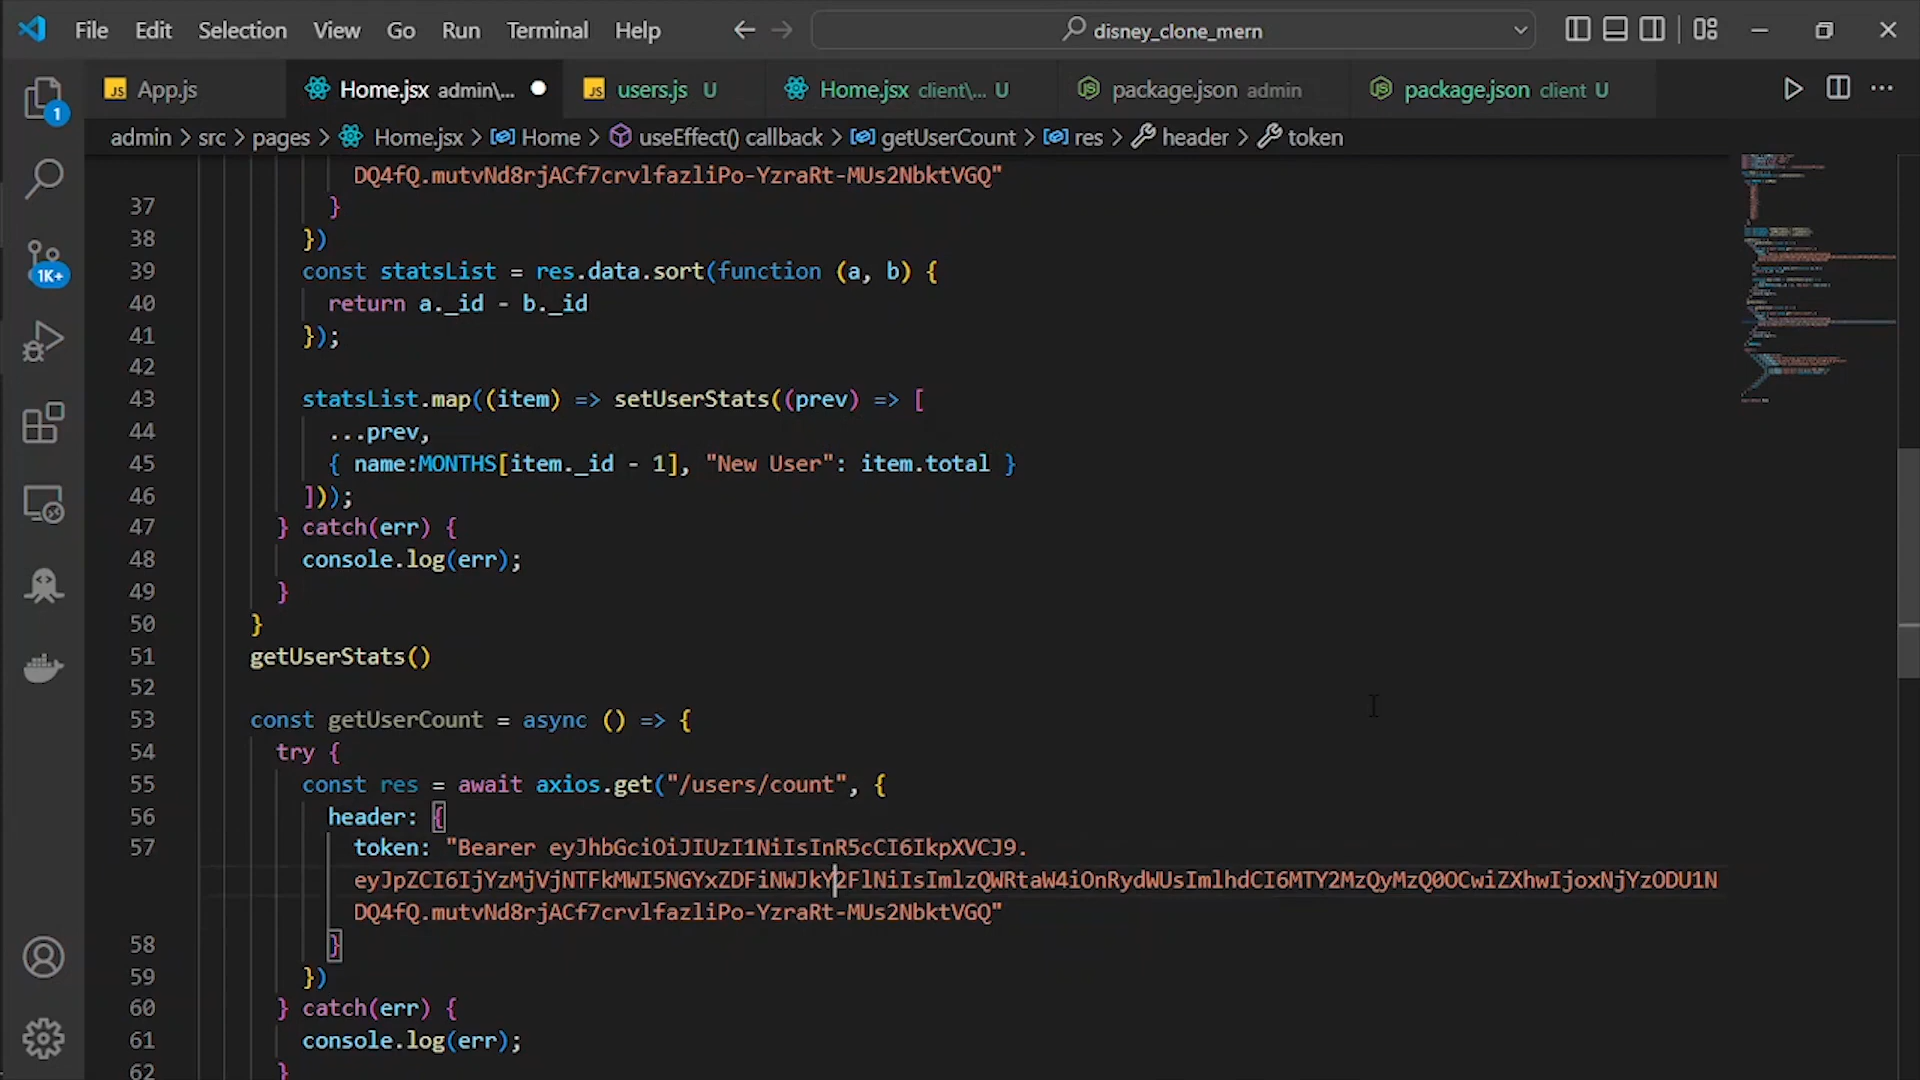 File Edit Selection View Go Run Terminal Help disney_clone_mern
JS App.js Home.jsx admin\... JS users.js U Home.jsx client\... U package.json admin package.json client U
1
admin > src > pages > Home.jsx > Home > useEffect() callback > getUserCount > res > header > token
DQ4fQ.mutvNd8rjACf7crvlfazliPo-YzraRt-MUs2NbktVGQ"
37 }
38 })
39 const statsList = res.data.sort(function (a, b) {
1K+
40 return a._id - b._id
41 });
42
43 statsList.map((item) => setUserStats((prev) => [
44 ...prev,
45 { name:MONTHS[item._id - 1], "New User": item.total }
46 ]));
47 } catch(err) {
48 console.log(err);
49 }
50 }
51 getUserStats()
52
53 const getUserCount = async () => {
54 try {
55 const res = await axios.get("/users/count", {
56 header: {
57 token: "Bearer eyJhbGciOiJIUzI1NiIsInR5cCI6IkpXVCJ9.
eyJpZCI6IjYzMjVjNTFkMWI5NGYxZDFiNWJkY2FlNiIsImlzQWRtaW4iOnRydWUsImlhdCI6MTY2MzQyMzQ0OCwiZXhwIjoxNjYzODU1N
DQ4fQ.mutvNd8rjACf7crvlfazliPo-YzraRt-MUs2NbktVGQ"
58 }
59 })
60 } catch(err) {
61 console.log(err);
62 }